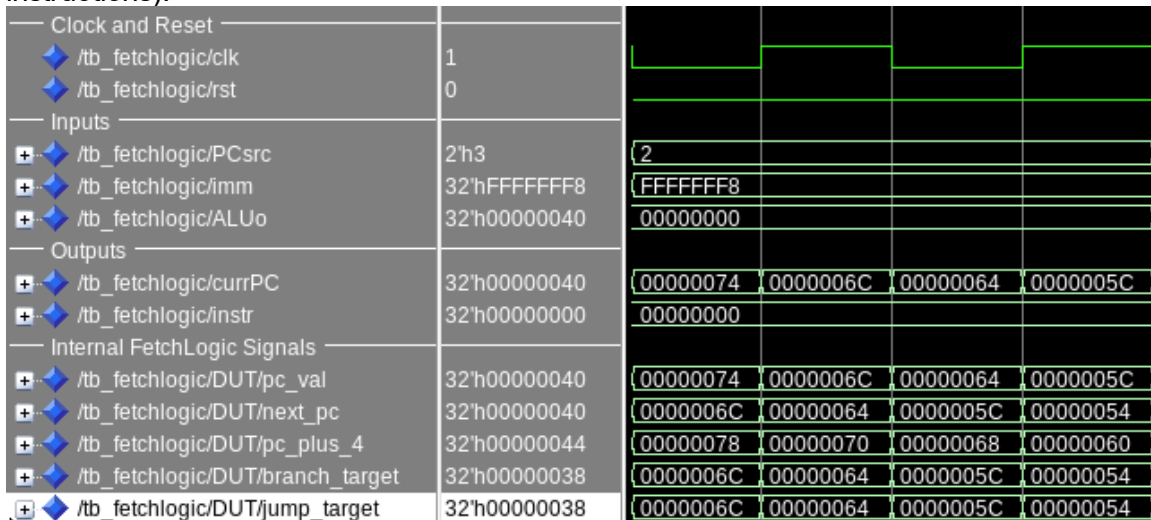 instructions).
Clock and Reset
/tb_fetchlogic/clk 1
/tb_fetchlogic/rst 0
Inputs
/tb_fetchlogic/PCsrc 2'h3 2
/tb_fetchlogic/imm 32'hFFFFFFF8 FFFFFFF8
/tb_fetchlogic/ALUo 32'h00000040 00000000
Outputs
/tb_fetchlogic/currPC 32'h00000040 00000074 0000006C 00000064 0000005C
/tb_fetchlogic/instr 32'h00000000 00000000
Internal FetchLogic Signals
/tb_fetchlogic/DUT/pc_val 32'h00000040 00000074 0000006C 00000064 0000005C
/tb_fetchlogic/DUT/next_pc 32'h00000040 0000006C 00000064 0000005C 00000054
/tb_fetchlogic/DUT/pc_plus_4 32'h00000044 00000078 00000070 00000068 00000060
/tb_fetchlogic/DUT/branch_target 32'h00000038 0000006C 00000064 0000005C 00000054
/tb_fetchlogic/DUT/jump_target 32'h00000038 0000006C 00000064 0000005C 00000054